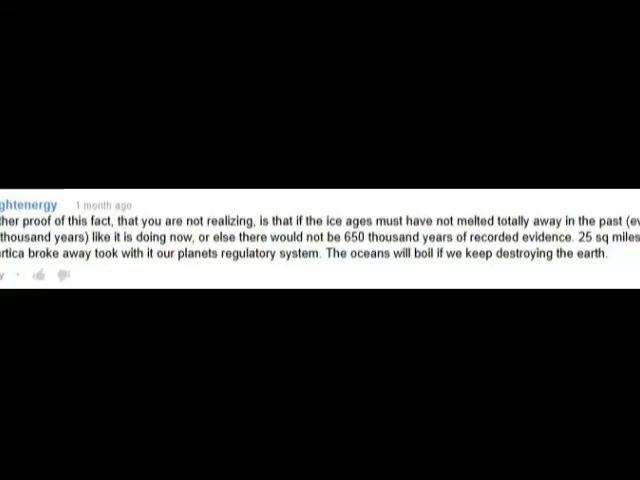 ghtenergy 1 month ago
ther proof of this fact, that you are not realizing, is that if the ice ages must have not melted totally away in the past (ev
thousand years) like it is doing now, or else there would not be 650 thousand years of recorded evidence. 25 sq miles
rtica broke away took with it our planets regulatory system. The oceans will boil if we keep destroying the earth.
y ·